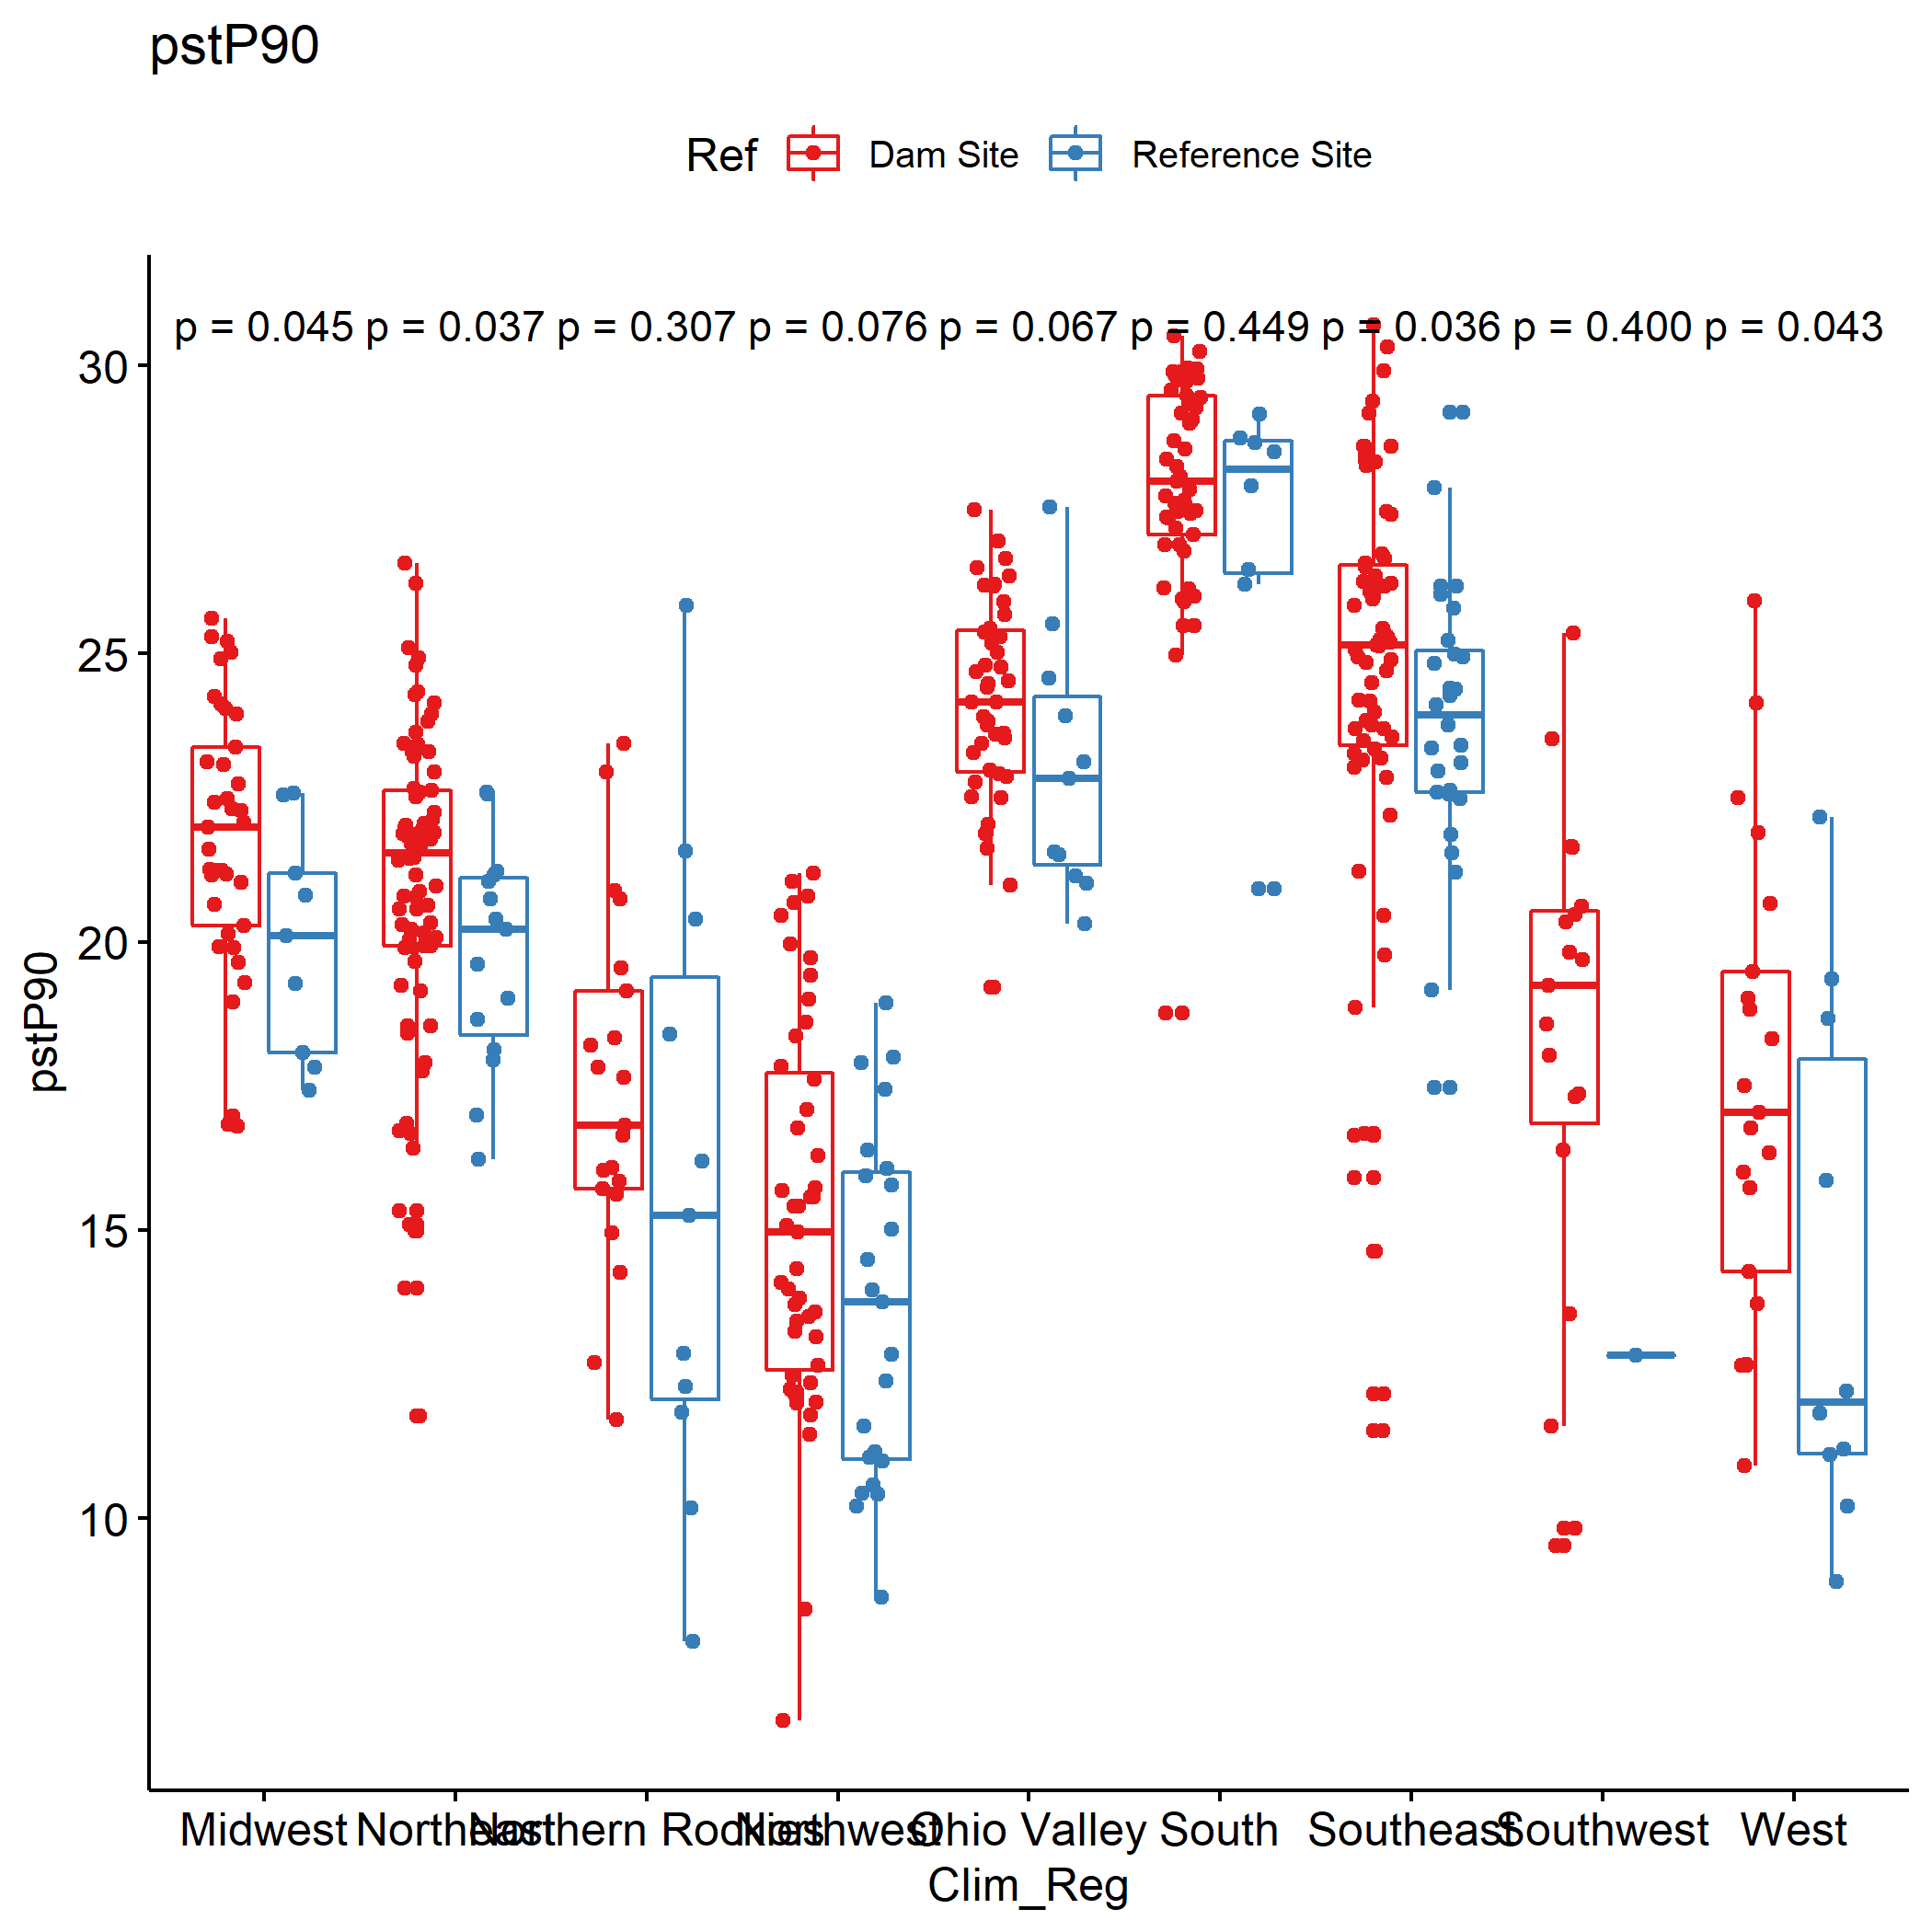 pstP90
Ref Dam Site Reference Site
p = 0.045 p = 0.037 p = 0.307 p = 0.076 p = 0.067 p = 0.449 p = 0.036 p = 0.400 p = 0.043
30
25
20
15
10
pstP90
Midwest Northeast Northern Rockies Northwest Ohio Valley South Southeast Southwest West
Clim_Reg